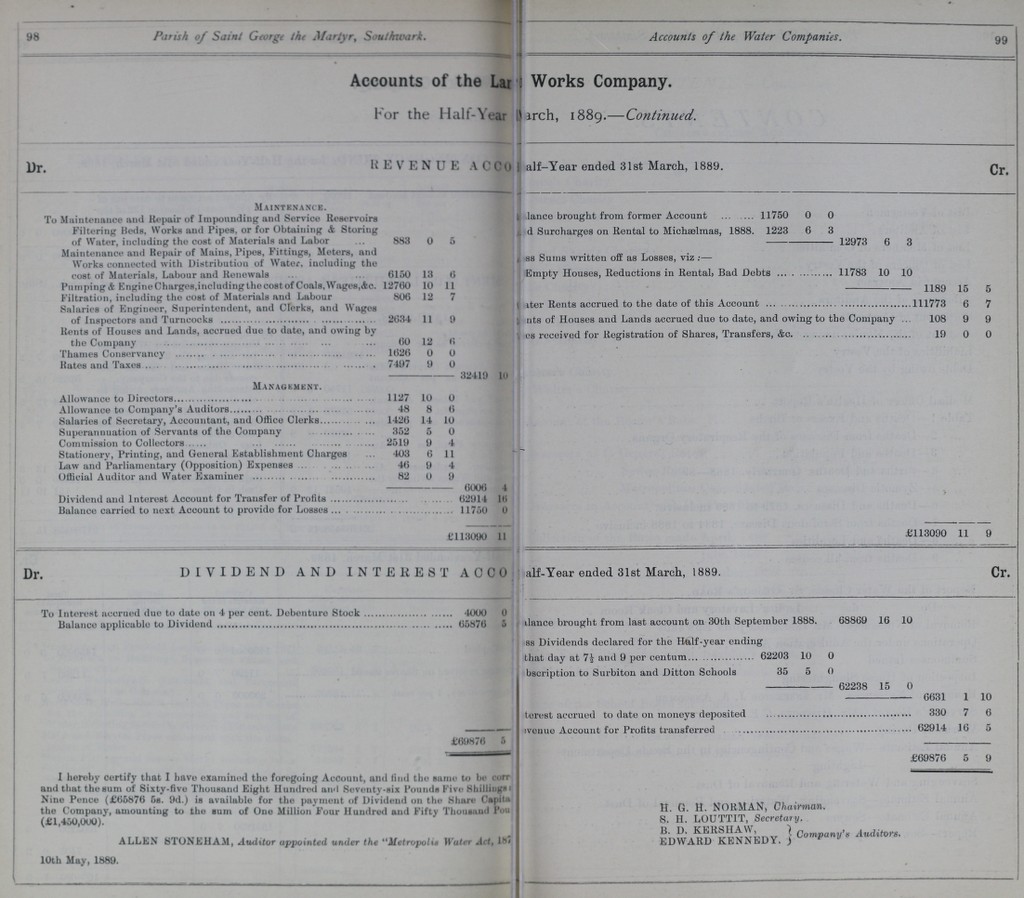 98 Parish of Saint George the Martyr, Southwark.
Accounts of the
For the Half-Year
Dr. REVENUE
MAINTENANCE.
To Maintenance and Repair of Impounding and Service Reservoirs
Filtering Beds, Works and Pipes, or for Obtaining & Storing
of Water, including the cost of Materials and Labor ... 883 0 5
Maintenance and Repair of Mains, Pipes, Fittings, Meters, and
Works connected with Distribution of Water, including the
cost of Materials, Labour and Renewals 6150 13 6
Pumping & Engine Charges, including the cost of Coals, Wages, &c. 12760 10 11
Filtration, including the cost of Materials and Labour 806 12 7
Salaries of Engineer, Superintendent, and Clerks, and Wages
of Inspectors and Turncocks 2634 11 9
Rents of Houses and Lands, accrued due to date, and owing by
the Company 60 12 6
Thames Conservancy 1626 0 0
Rates and Taxes 7497 9 0
32419 10
MANAGEMENT.
Allowance to Directors 1127 10 0
Allowance to Company's Auditors 48 8 6
Salaries of Secretary, Accountant, and Office Clerks 1426 14 10
Superannuation of Servants of the Company 352 5 0
Commission to Collectors 2519 9 4
Stationery, Printing, and General Establishment Charges ... 403 6 11
Law and Parliamentary (Opposition) Expenses 46 9 4
Official Auditor and Water Examiner 82 0 9
6006 4
Dividend and Interest Account for Transfer of Profits 62914 16
Balance carried to next Account to provide for Losses 11750 0
£113090 11
Dr. DIVIDEND AND INTEREST
To Interest accrued due to date on 4 per cent. Debenture Stock 4000 0
Balance applicable to Dividend 65876 5
£69876 5
I hereby certify that I have examined the foregoing Account, and find the same to be
and that the sum of Sixty-five Thousand Eight Hundred and Seventy-six Pounds Five Shillings
Nine Pence (£65876 5s. 9d.) is available for the payment of Dividend on the Share
the Company, amounting to the sum of One Million Four Hundred and Fifty Thousand
(£1,450,000).
ALLEN STONEHAM, Auditor appointed under the "Metropolis Water Act,
10th May, 1889.
Accounts of the Water Companies. 99
Works Company.
arch, 1889.—Continued.
alf-Year ended 31st March, 1889. Cr.
lance brought from former Account ... 11750 0 0
d Surcharges on Rental to Michælmas, 1888. 1223 6 3
12973 6 3
ss Sums written off as Losses, viz :—
Empty Houses, Reductions in Rental, Bad Debts ... 11783 10 10
1189 15 5
ater Rents accrued to the date of this Account 111773 6 7
nts of Houses and Lands accrued due to date, and owing to the Company ... 108 9 9
es received for Registration of Shares, Transfers, &c. 19 0 0
£113090 11 9
alf-Year ended 31st March, 1889. Cr.
lance brought from last account on 30th September 1888. 68869 16 10
ss Dividends declared for the Half-year ending
that day at 7½ and 9 per centum 62203 10 0
bscription to Surbiton and Ditton Schools 35 5 0
62238 15 0
6631 1 10
terest accrued to date on moneys deposited 330 7 6
venue Account for Profits transferred 62914 16 5
£69876 5 9
H. G. H. NORMAN, Chairman.
S. H. LOUTTIT, Secretary.
B. D. KERSHAW, } Company's Auditors.
EDWARD KENNEDY. }